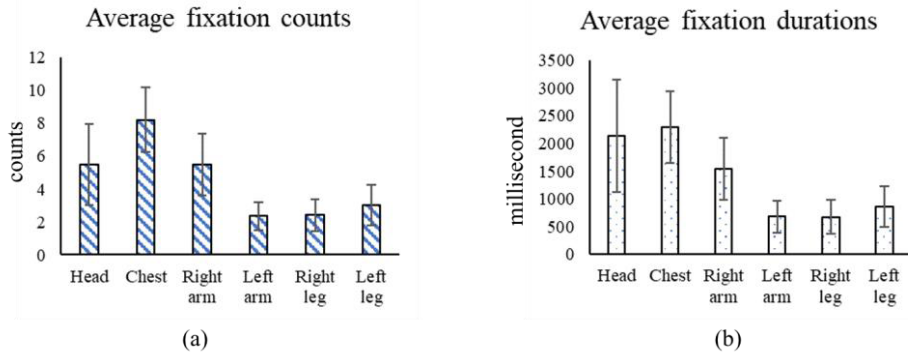 Average fixation counts
12
10
8
6
4
2
0
counts
Head Chest Right arm Left arm Right leg Left leg
(a)
Average fixation durations
3500
3000
2500
2000
1500
1000
500
0
millisecond
Head Chest Right arm Left arm Right leg Left leg
(b)